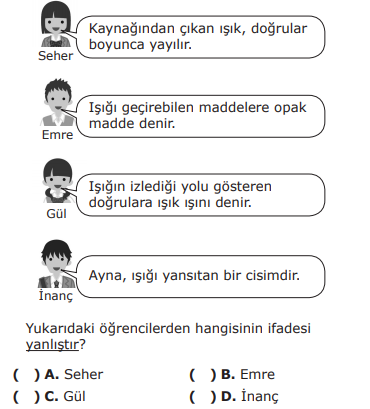 Kaynağından çıkan ışık, doğrular
boyunca yayılır.
Seher
Işığı geçirebilen maddelere opak
madde denir.
Emre
Işığın izlediği yolu gösteren
doğrulara ışık ışını denir.
Gül
Ayna, ışığı yansıtan bir cisimdir.
İnanç
Yukarıdaki öğrencilerden hangisinin ifadesi
yanlıştır?
( ) A. Seher ( ) B. Emre
( ) C. Gül ( ) D. İnanç